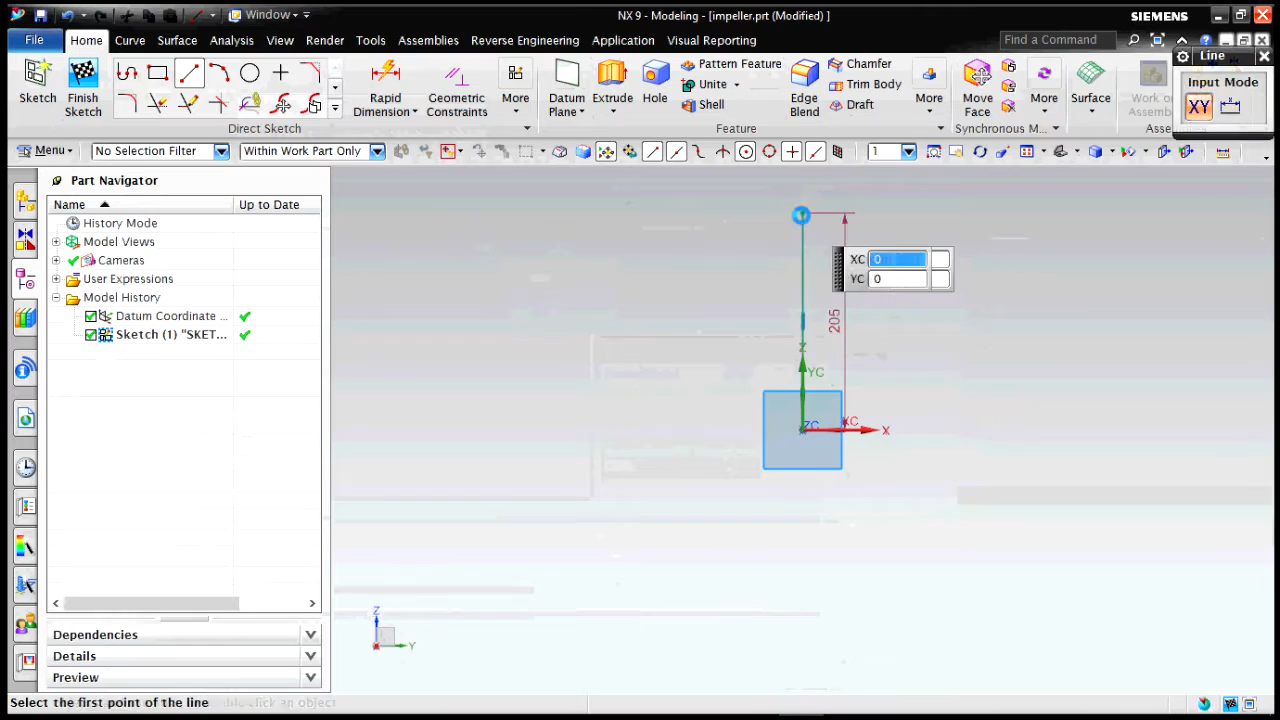 Window
NX 9 - Modeling - [impeller.prt (Modified) ]
SIEMENS
File
Home
Curve
Surface
Analysis
View
Render
Tools
Assemblies
Reverse Engineering
Application
Visual Reporting
Find a Command
Line
Sketch
Finish Sketch
Direct Sketch
Rapid Dimension
Geometric Constraints
More
Datum Plane
Extrude
Hole
Pattern Feature
Unite
Shell
Edge Blend
Chamfer
Trim Body
Draft
More
Feature
Move Face
More
Synchronous M...
Surface
Input Mode
XY
Menu
No Selection Filter
Within Work Part Only
1
Part Navigator
Name
Up to Date
History Mode
Model Views
Cameras
User Expressions
Model History
Datum Coordinate ...
Sketch (1) "SKET...
Dependencies
Details
Preview
XC 0
YC 0
205
Z
YC
ZC
XC
X
Z
Y
Select the first point of the line